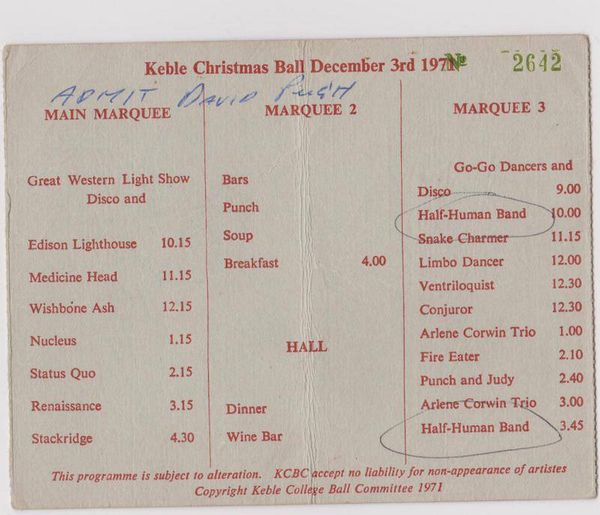 Keble Christmas Ball December 3rd 1971
No 2642
ADMIT DAVID PUGH
MAIN MARQUEE
Great Western Light Show
Disco and
Edison Lighthouse 10.15
Medicine Head 11.15
Wishbone Ash 12.15
Nucleus 1.15
Status Quo 2.15
Renaissance 3.15
Stackridge 4.30
MARQUEE 2
Bars
Punch
Soup
Breakfast 4.00
HALL
Dinner
Wine Bar
MARQUEE 3
Go-Go Dancers and
Disco 9.00
Half-Human Band 10.00
Snake Charmer 11.15
Limbo Dancer 12.00
Ventriloquist 12.30
Conjuror 12.30
Arlene Corwin Trio 1.00
Fire Eater 2.10
Punch and Judy 2.40
Arlene Corwin Trio 3.00
Half-Human Band 3.45
This programme is subject to alteration. KCBC accept no liability for non-appearance of artistes
Copyright Keble College Ball Committee 1971